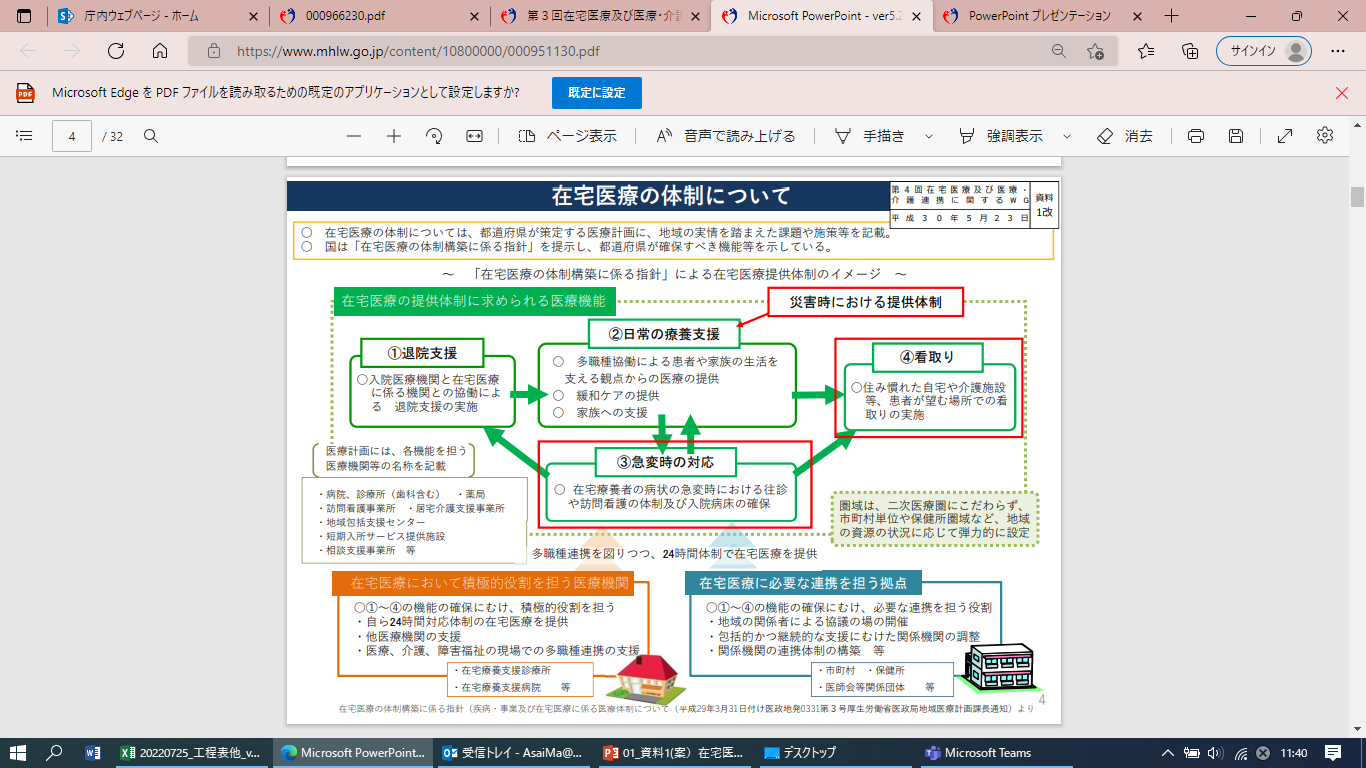 庁内ウェブページ - ホーム
000966230.pdf
第３回在宅医療及び医療・介護
Microsoft PowerPoint - ver5.2
PowerPoint プレゼンテーション
https://www.mhlw.go.jp/content/10800000/000951130.pdf
サインイン
PDF
Microsoft Edge を PDF ファイルを読み取るための既定のアプリケーションとして設定しますか?
既定に設定
4 / 32
ページ表示
音声で読み上げる
手描き
強調表示
消去
在宅医療の体制について
第４回在宅医療及び医療・
介護連携に関するＷＧ
平成３０年５月２３日
資料
1改
○　在宅医療の体制については、都道府県が策定する医療計画に、地域の実情を踏まえた課題や施策等を記載。
○　国は「在宅医療の体制構築に係る指針」を提示し、都道府県が確保すべき機能等を示している。
～　「在宅医療の体制構築に係る指針」による在宅医療提供体制のイメージ　～
在宅医療の提供体制に求められる医療機能
災害時における提供体制
①退院支援
○入院医療機関と在宅医療
に係る機関との協働によ
る　退院支援の実施
②日常の療養支援
○　多職種協働による患者や家族の生活を
支える観点からの医療の提供
○　緩和ケアの提供
○　家族への支援
④看取り
○住み慣れた自宅や介護施設
等、患者が望む場所での看
取りの実施
③急変時の対応
○ 在宅療養者の病状の急変時における往診
や訪問看護の体制及び入院病床の確保
医療計画には、各機能を担う
医療機関等の名称を記載
・病院、診療所（歯科含む）　・薬局
・訪問看護事業所　・居宅介護支援事業所
・地域包括支援センター
・短期入所サービス提供施設
・相談支援事業所　等
圏域は、二次医療圏にこだわらず、
市町村単位や保健所圏域など、地域
の資源の状況に応じて弾力的に設定
多職種連携を図りつつ、24時間体制で在宅医療を提供
在宅医療において積極的役割を担う医療機関
○①～④の機能の確保にむけ、積極的役割を担う
・自ら24時間対応体制の在宅医療を提供
・他医療機関の支援
・医療、介護、障害福祉の現場での多職種連携の支援
・在宅療養支援診療所
・在宅療養支援病院　　等
在宅医療に必要な連携を担う拠点
○①～④の機能の確保にむけ、必要な連携を担う役割
・地域の関係者による協議の場の開催
・包括的かつ継続的な支援にむけた関係機関の調整
・関係機関の連携体制の構築　等
・市町村　・保健所
・医師会等関係団体　　等
在宅医療の体制構築に係る指針（疾病・事業及び在宅医療に係る医療体制について（平成29年3月31日付け医政地発0331第３号厚生労働省医政局地域医療計画課長通知）より
4
20220725_工程表他_v...
Microsoft PowerPoint...
受信トレイ - AsaiMa@...
01_資料1(案）在宅医...
デスクトップ
Microsoft Teams
11:40